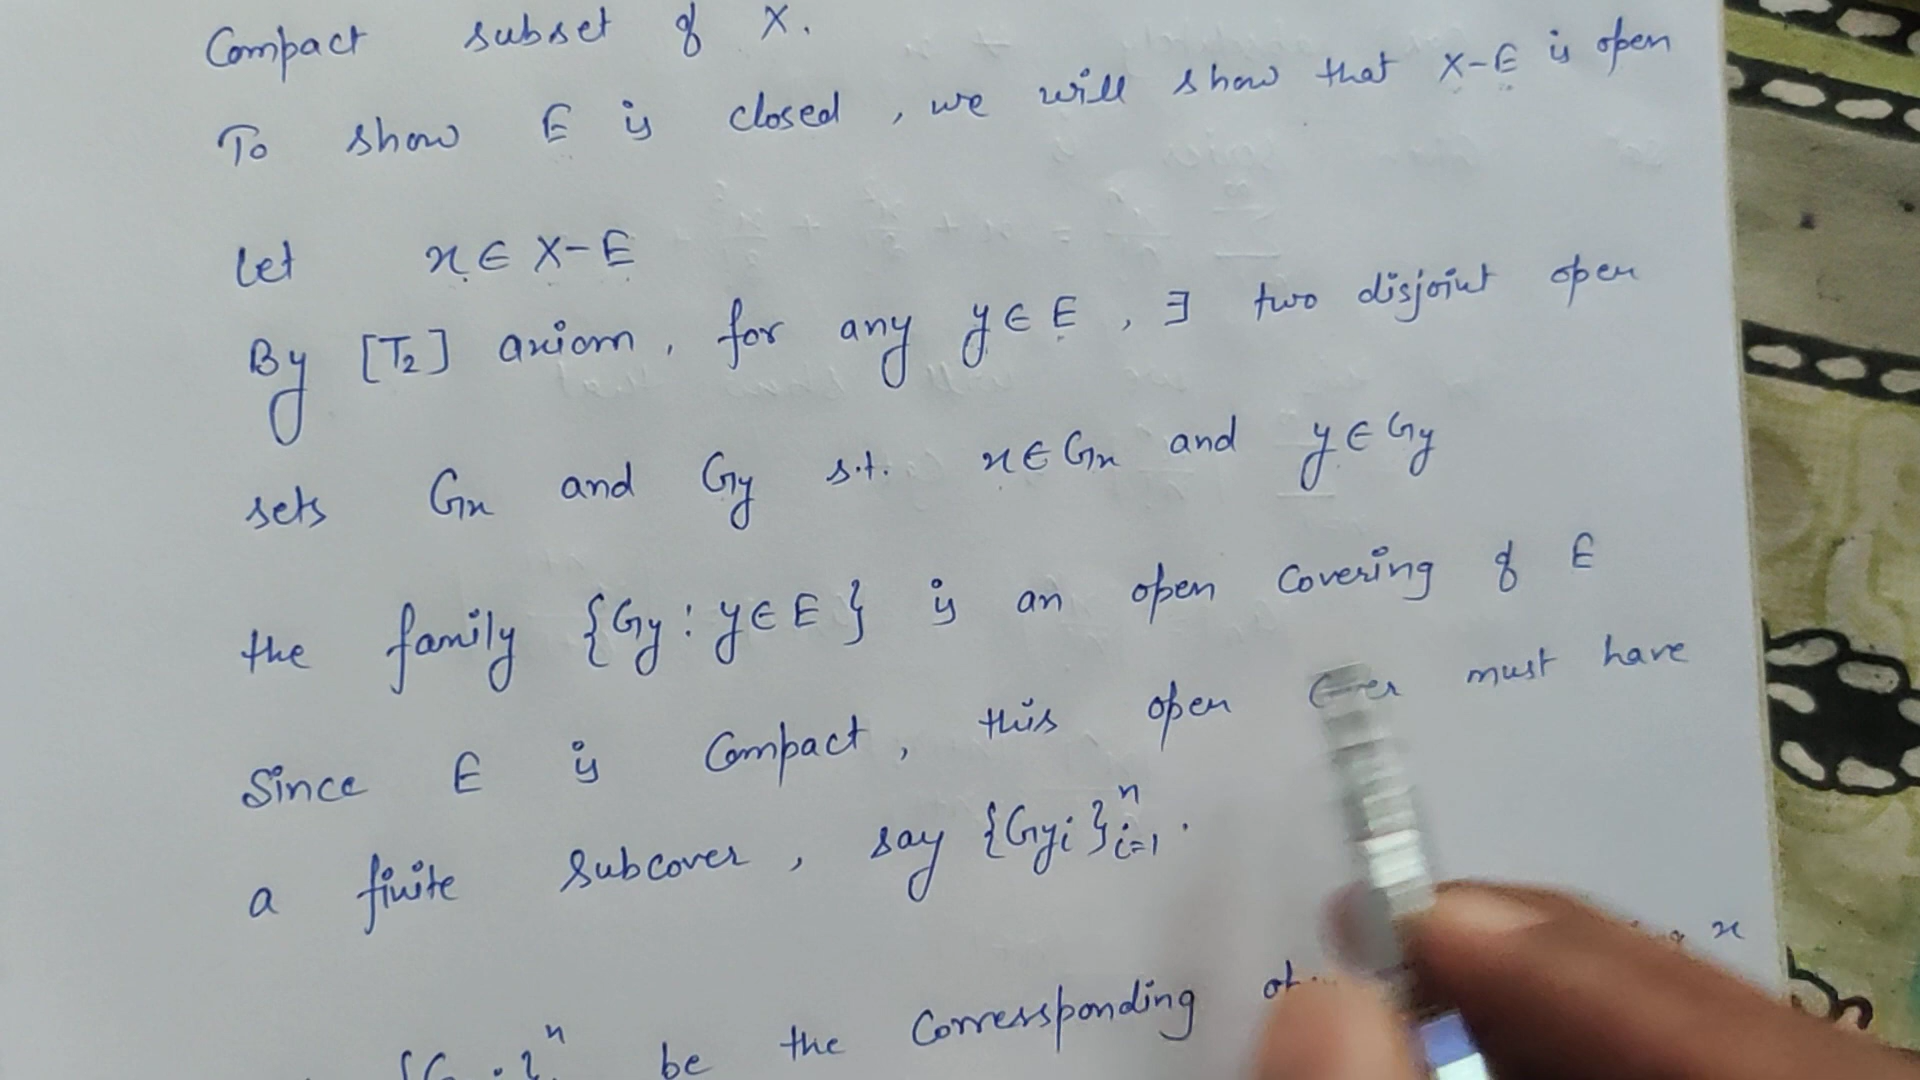 Compact subset of X.
To show E is closed, we will show that X-E is open
Let x ∈ X-E
By [T₂] axiom, for any y ∈ E, ∃ two disjoint open
sets Gx and Gy s.t. x ∈ Gx and y ∈ Gy
the family {Gy : y ∈ E} is an open covering of E
Since E is Compact, this open must have
a finite subcover, say {Gyi}ⁿi=1.
be the Corresponding x